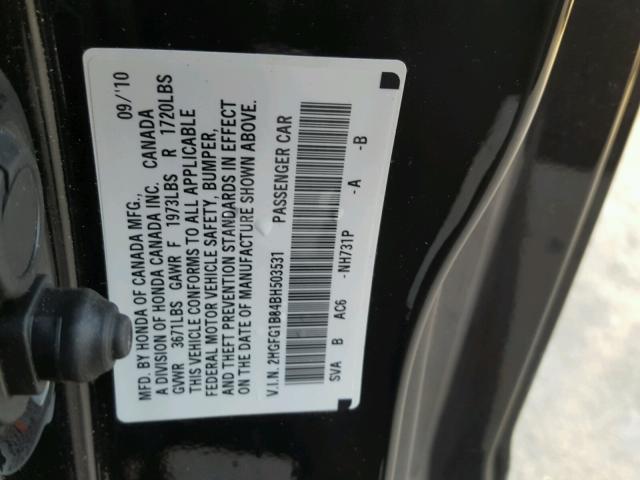 MFD. BY HONDA OF CANADA MFG., 09/'10
A DIVISION OF HONDA CANADA INC. CANADA
GVWR 3671LBS GAWR F 1973LBS R 1720LBS
THIS VEHICLE CONFORMS TO ALL APPLICABLE
FEDERAL MOTOR VEHICLE SAFETY, BUMPER,
AND THEFT PREVENTION STANDARDS IN EFFECT
ON THE DATE OF MANUFACTURE SHOWN ABOVE.
V.I.N. 2HGFG1B84BH503531 PASSENGER CAR
SVA B AC6 -NH731P -A -B